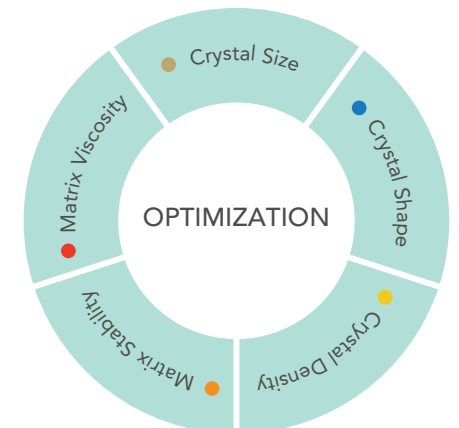 Crystal Size
Crystal Shape
Crystal Density
Matrix Stability
Matrix Viscosity
OPTIMIZATION